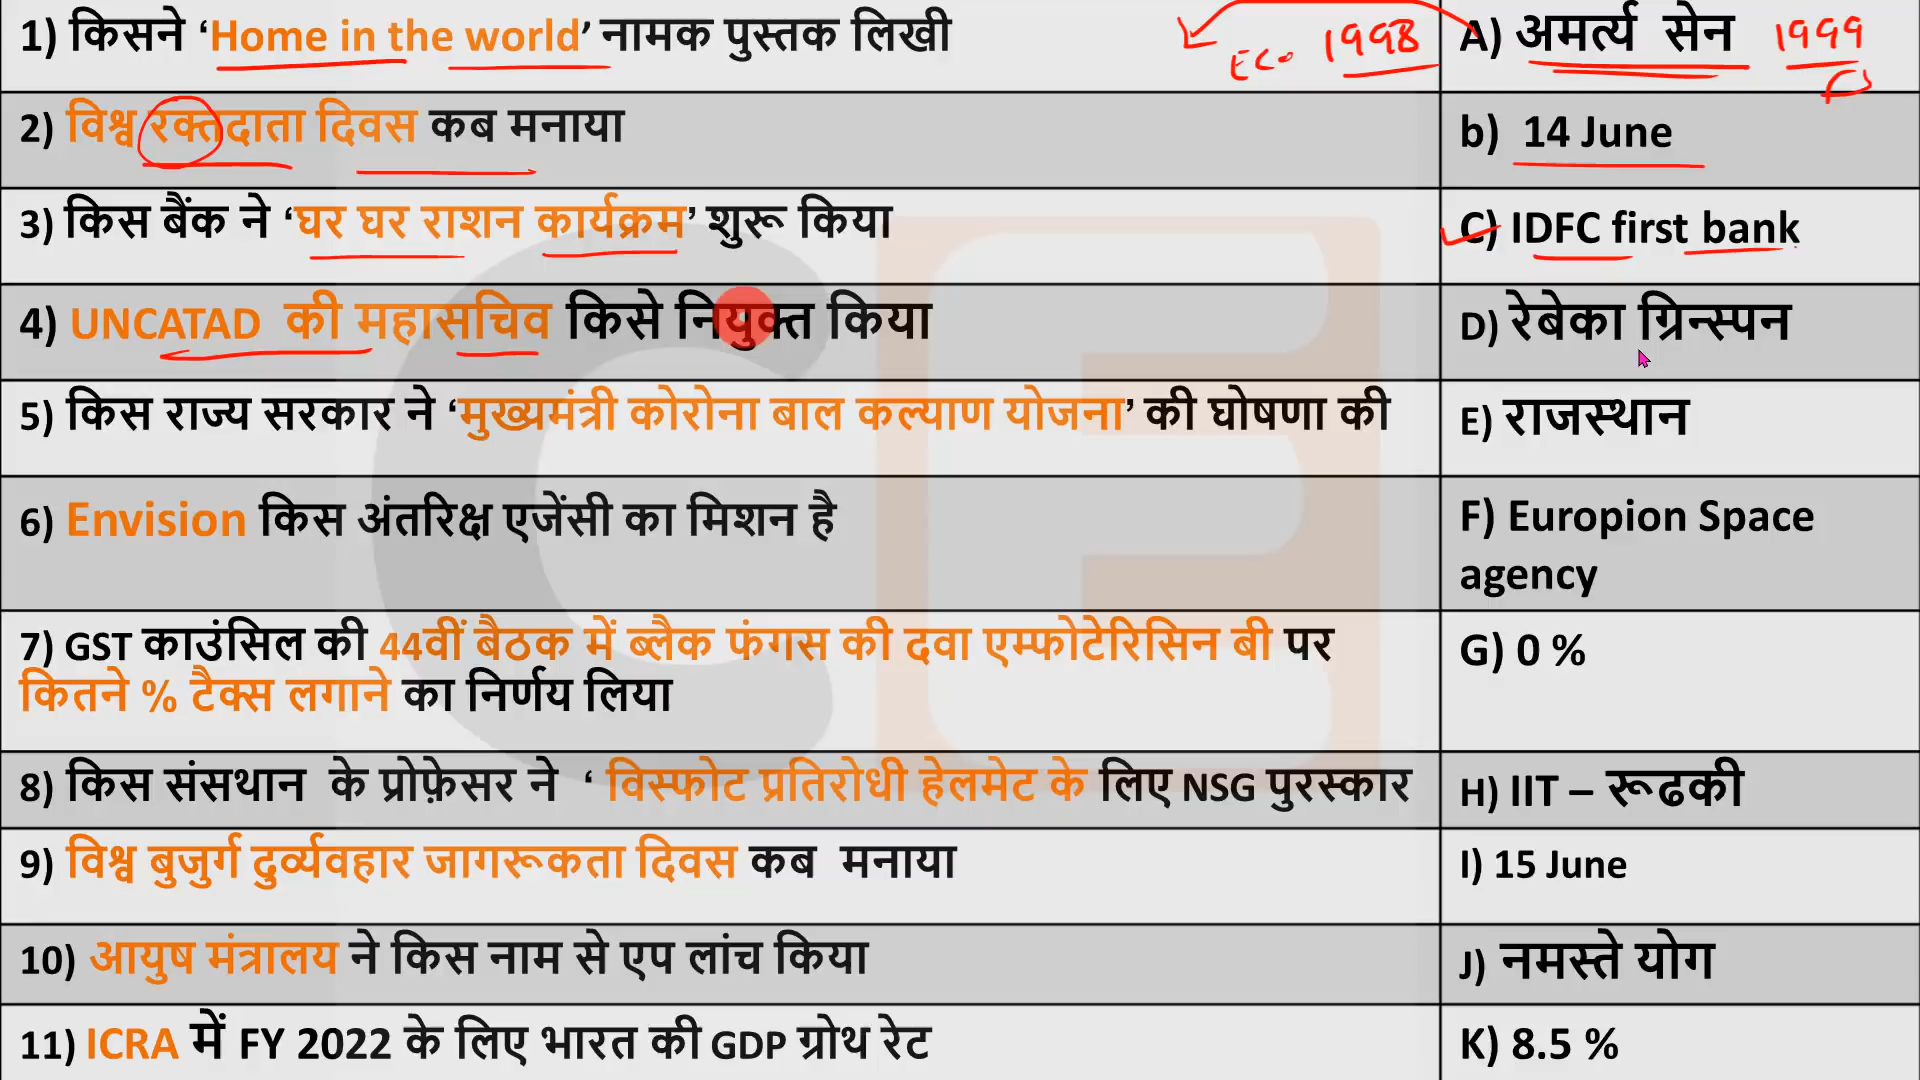 1) किसने ‘Home in the world’ नामक पुस्तक लिखी
Eco 1998
A) अमर्त्य सेन 1999
2) विश्व रक्तदाता दिवस कब मनाया
b) 14 June
3) किस बैंक ने ‘घर घर राशन कार्यक्रम’ शुरू किया
C) IDFC first bank
4) UNCATAD की महासचिव किसे नियुक्त किया
D) रेबेका ग्रिन्स्पन
5) किस राज्य सरकार ने ‘मुख्यमंत्री कोरोना बाल कल्याण योजना’ की घोषणा की
E) राजस्थान
6) Envision किस अंतरिक्ष एजेंसी का मिशन है
F) Europion Space
agency
7) GST काउंसिल की 44वीं बैठक में ब्लैक फंगस की दवा एम्फोटेरिसिन बी पर
कितने % टैक्स लगाने का निर्णय लिया
G) 0 %
8) किस संसथान के प्रोफ़ेसर ने ‘ विस्फोट प्रतिरोधी हेलमेट के लिए NSG पुरस्कार
H) IIT – रूढकी
9) विश्व बुजुर्ग दुर्व्यवहार जागरूकता दिवस कब मनाया
I) 15 June
10) आयुष मंत्रालय ने किस नाम से एप लांच किया
J) नमस्ते योग
11) ICRA में FY 2022 के लिए भारत की GDP ग्रोथ रेट
K) 8.5 %
CE